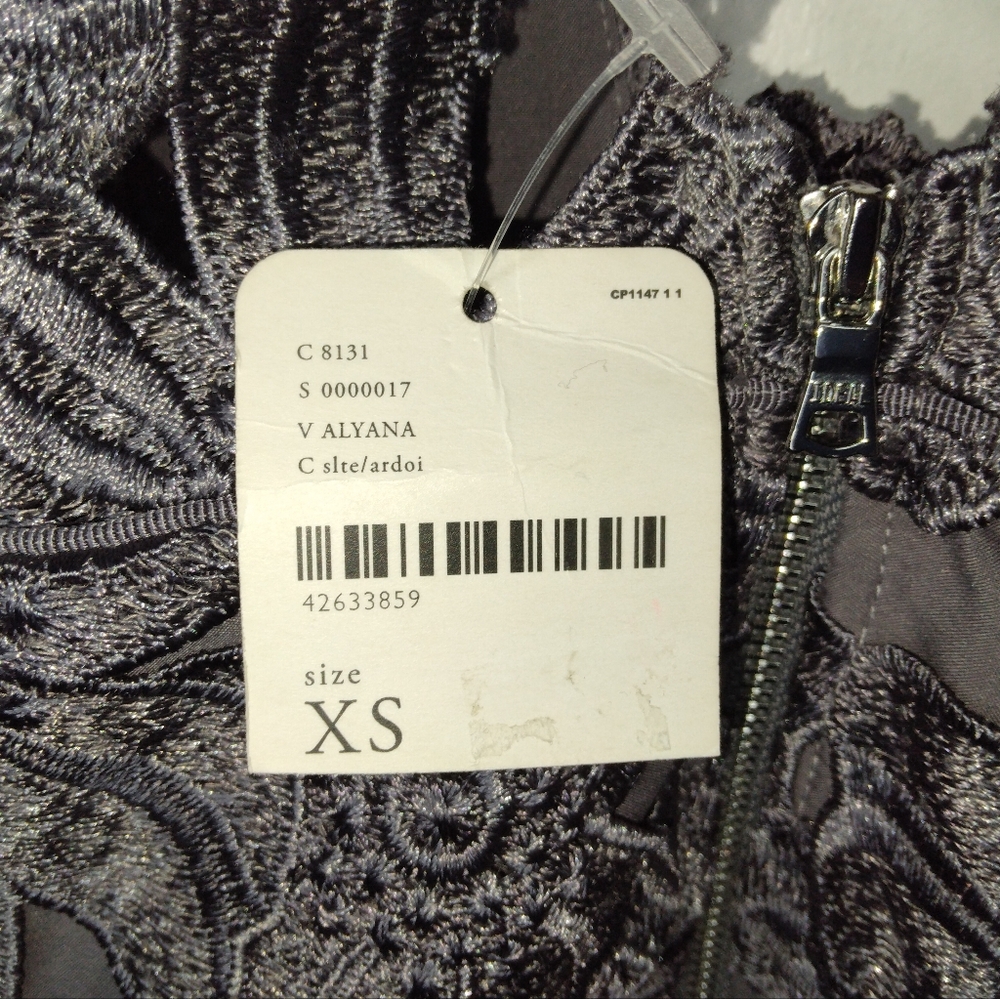 CP1147 1 1
C 8131
S 0000017
V ALYANA
C slte/ardoi
42633859
size
XS